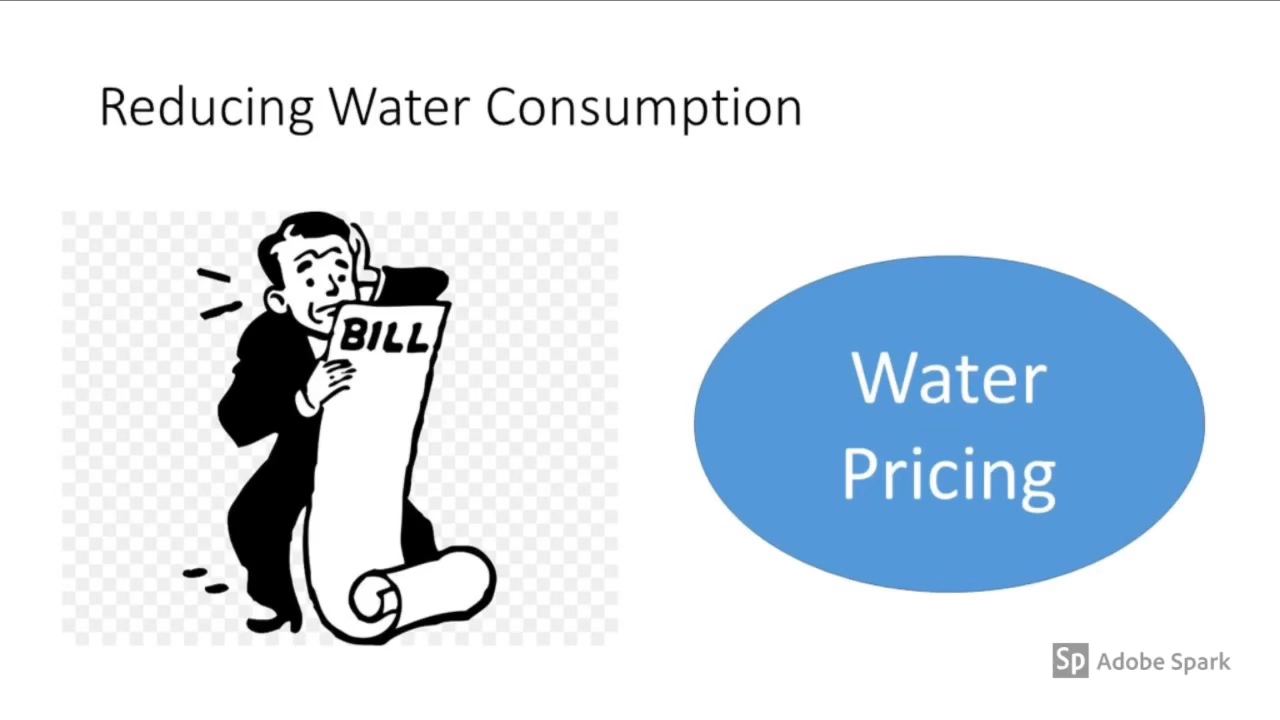 Reducing Water Consumption
BILL
Water
Pricing
Sp Adobe Spark